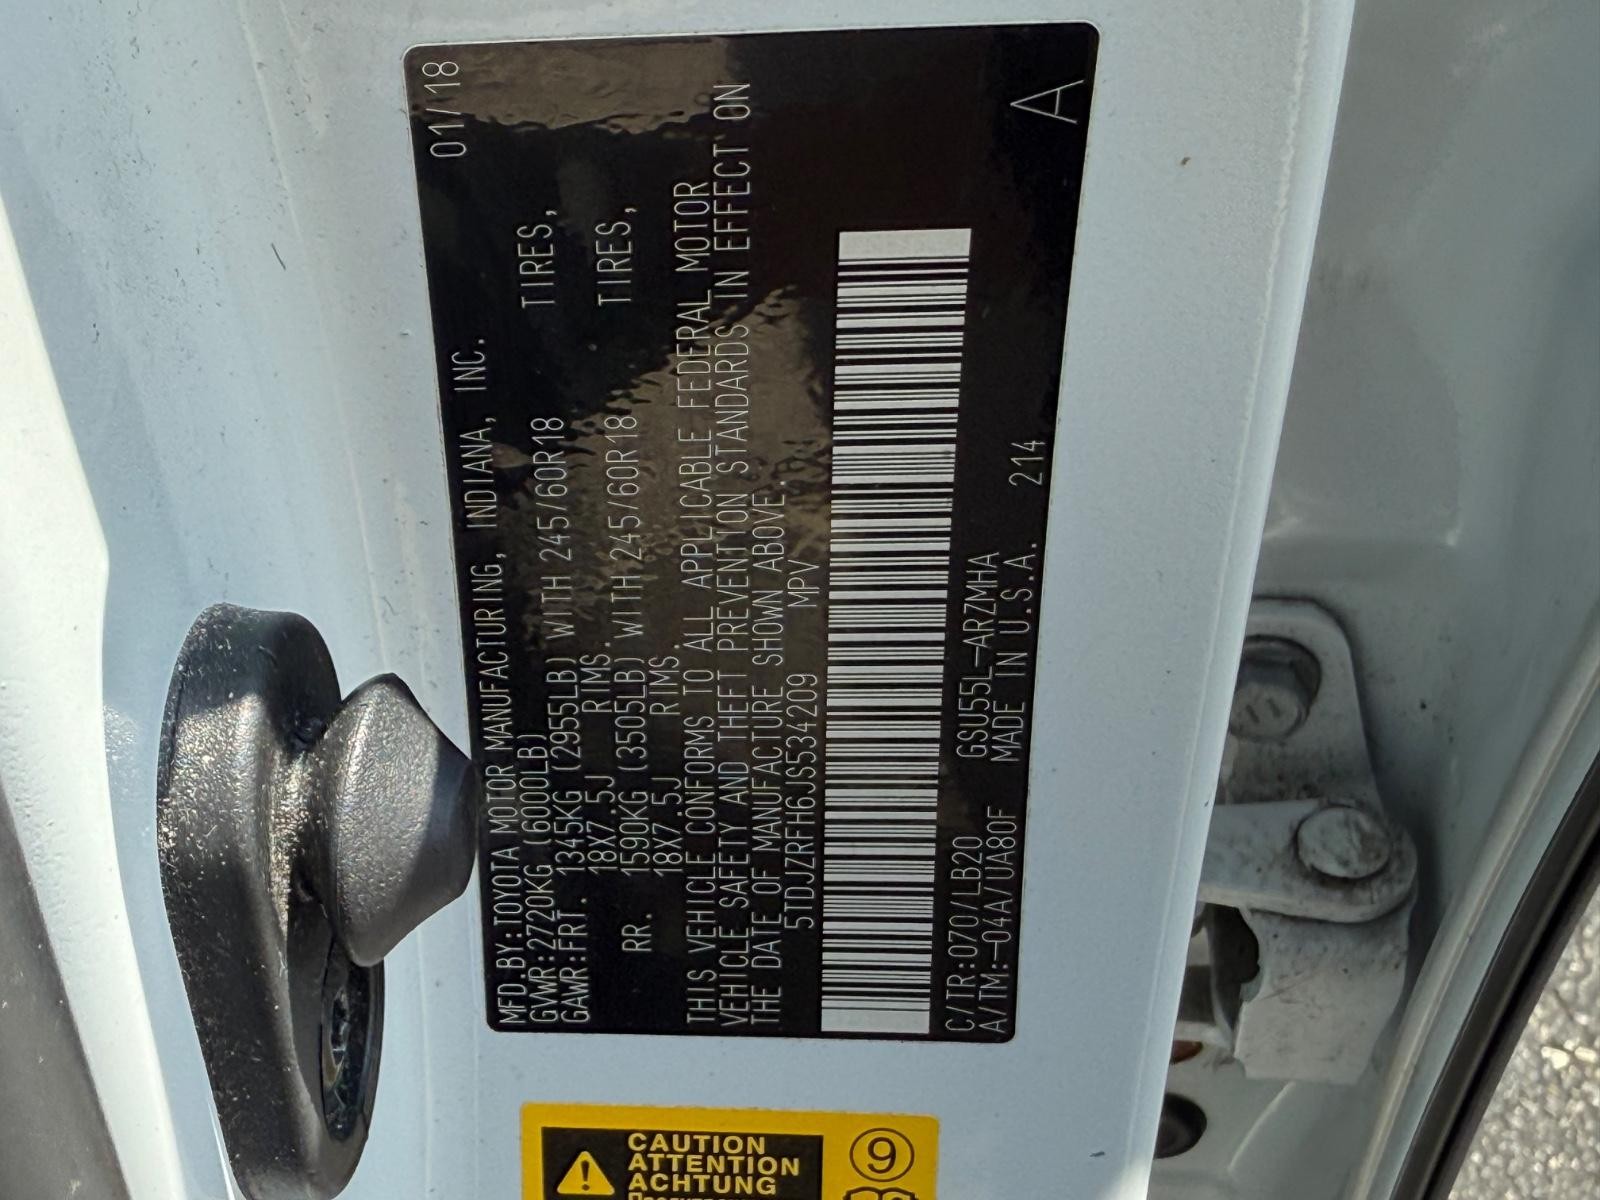 MFD.BY:TOYOTA MOTOR MANUFACTURING, INDIANA, INC. 01/18
GVWR:2720KG (6000LB)
GAWR:FRT. 1345KG (2955LB) WITH 245/60R18 TIRES,
18X7.5J RIMS.
RR. 1590KG (3505LB) WITH 245/60R18 TIRES,
18X7.5J RIMS.
THIS VEHICLE CONFORMS TO ALL APPLICABLE FEDERAL MOTOR
VEHICLE SAFETY AND THEFT PREVENTION STANDARDS IN EFFECT ON
THE DATE OF MANUFACTURE SHOWN ABOVE.
5TDJZRFH6JS534209 MPV
C/TR:070/LB20 GSU55L-ARZMHA
A/TM:-04A/UA80F MADE IN U.S.A. 214
A
CAUTION
ATTENTION
ACHTUNG
9